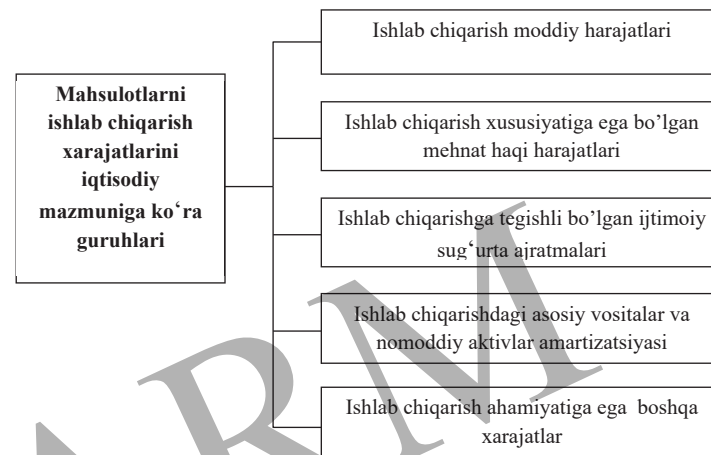 Mahsulotlarni
ishlab chiqarish
xarajatlarini
iqtisodiy
mazmuniga ko‘ra
guruhlari
Ishlab chiqarish moddiy harajatlari
Ishlab chiqarish xususiyatiga ega bo’lgan
mehnat haqi harajatlari
Ishlab chiqarishga tegishli bo’lgan ijtimoiy
sug‘urta ajratmalari
Ishlab chiqarishdagi asosiy vositalar va
nomoddiy aktivlar amartizatsiyasi
Ishlab chiqarish ahamiyatiga ega boshqa
xarajatlar
ARM